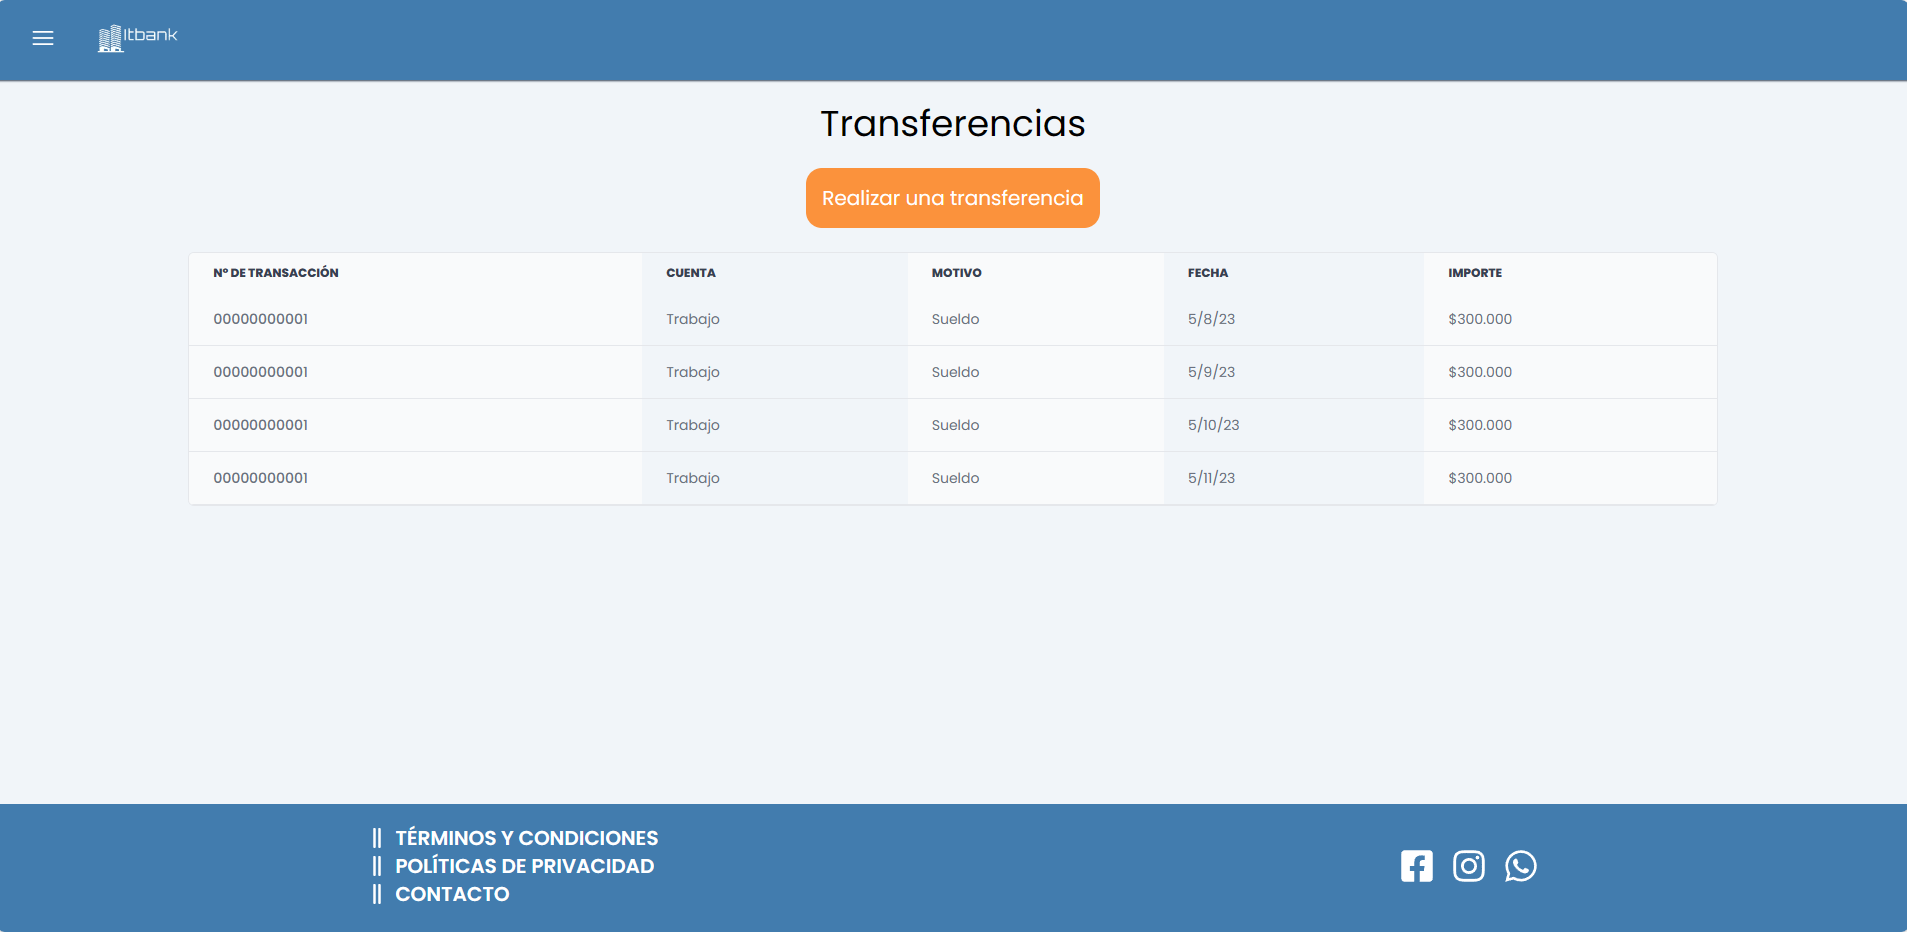 Itbank
Transferencias
Realizar una transferencia
Nº DE TRANSACCIÓN CUENTA MOTIVO FECHA IMPORTE
00000000001 Trabajo Sueldo 5/8/23 $300.000
00000000001 Trabajo Sueldo 5/9/23 $300.000
00000000001 Trabajo Sueldo 5/10/23 $300.000
00000000001 Trabajo Sueldo 5/11/23 $300.000
|| TÉRMINOS Y CONDICIONES
|| POLÍTICAS DE PRIVACIDAD
|| CONTACTO